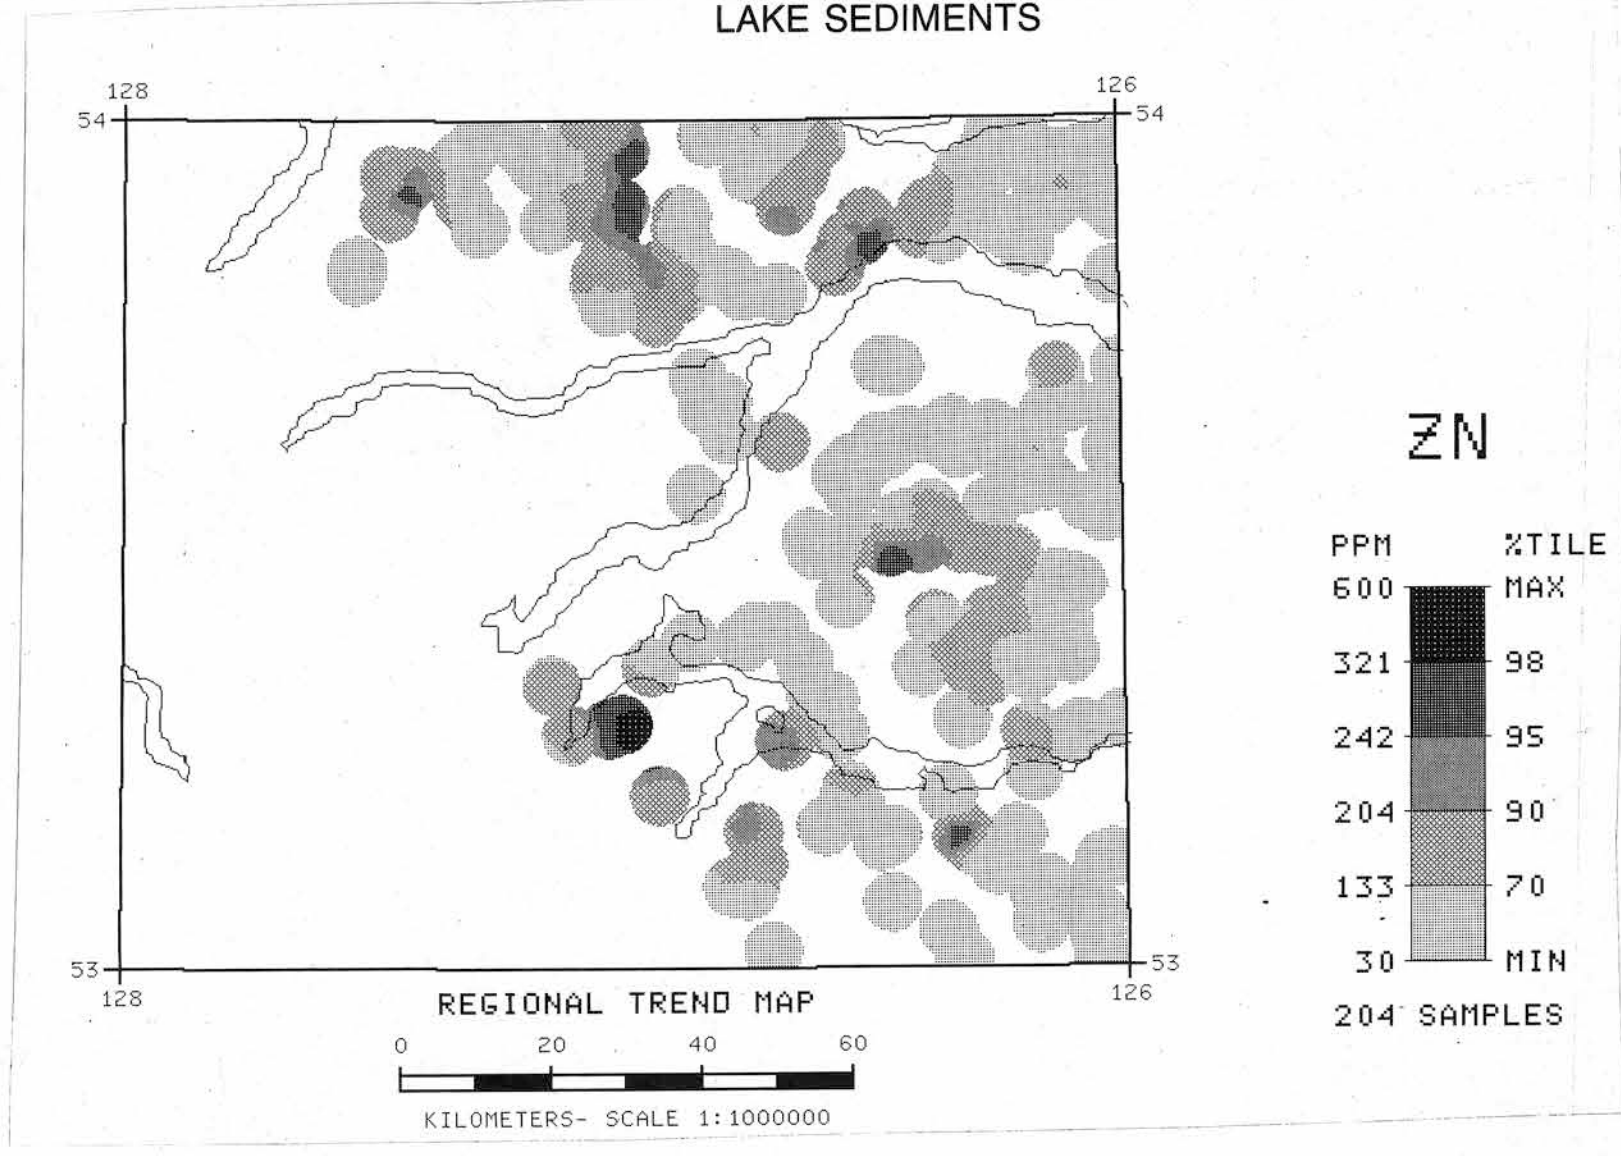 LAKE SEDIMENTS
128 126
54 54
ZN
PPM %TILE
600 MAX
321 98
242 95
204 90
133 70
30 MIN
204 SAMPLES
53 53
128 126
REGIONAL TREND MAP
0 20 40 60
KILOMETERS- SCALE 1:1000000